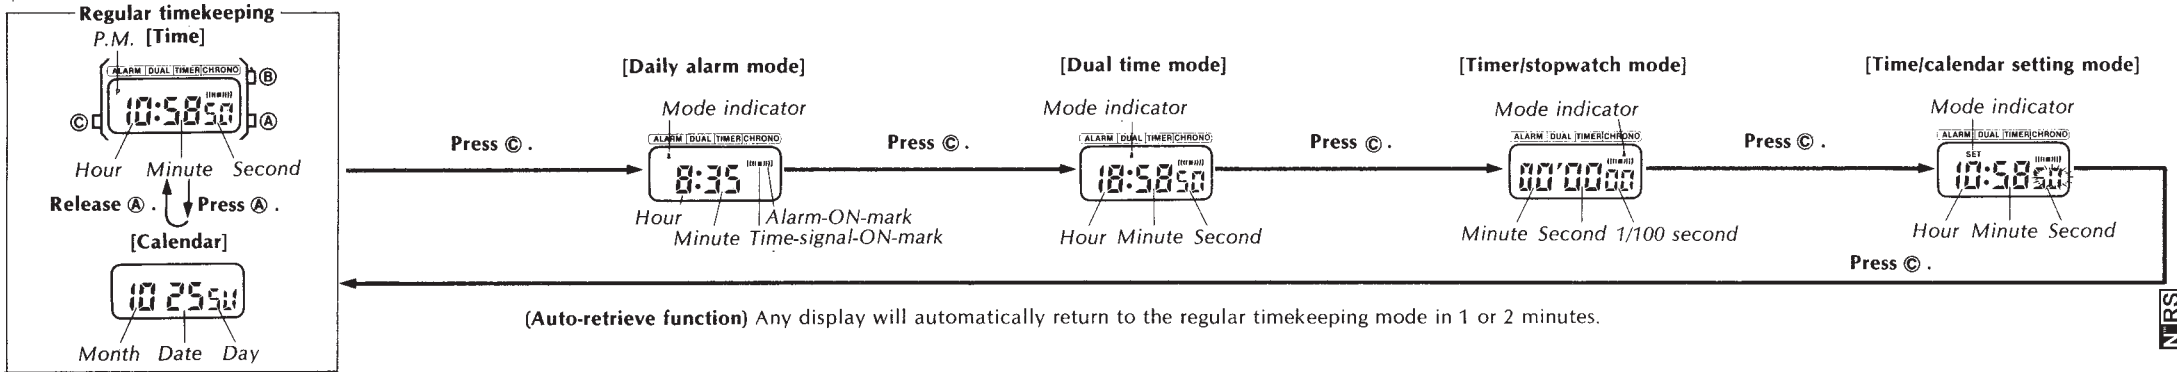 Regular timekeeping
P.M. [Time]
ALARM DUAL TIMER CHRONO
Ⓑ
10:58 50
Ⓒ Ⓐ
Hour Minute Second
Release Ⓐ . Press Ⓐ .
[Calendar]
10 25 SU
Month Date Day
Press Ⓒ .
[Daily alarm mode]
Mode indicator
ALARM DUAL TIMER CHRONO
8:35
Hour Alarm-ON-mark
Minute Time-signal-ON-mark
Press Ⓒ .
[Dual time mode]
Mode indicator
ALARM DUAL TIMER CHRONO
18:58 50
Hour Minute Second
Press Ⓒ .
[Timer/stopwatch mode]
Mode indicator
ALARM DUAL TIMER CHRONO
00'00 00
Minute Second 1/100 second
Press Ⓒ .
[Time/calendar setting mode]
Mode indicator
ALARM DUAL TIMER CHRONO
SET
10:58 50
Hour Minute Second
Press Ⓒ .
(Auto-retrieve function) Any display will automatically return to the regular timekeeping mode in 1 or 2 minutes.